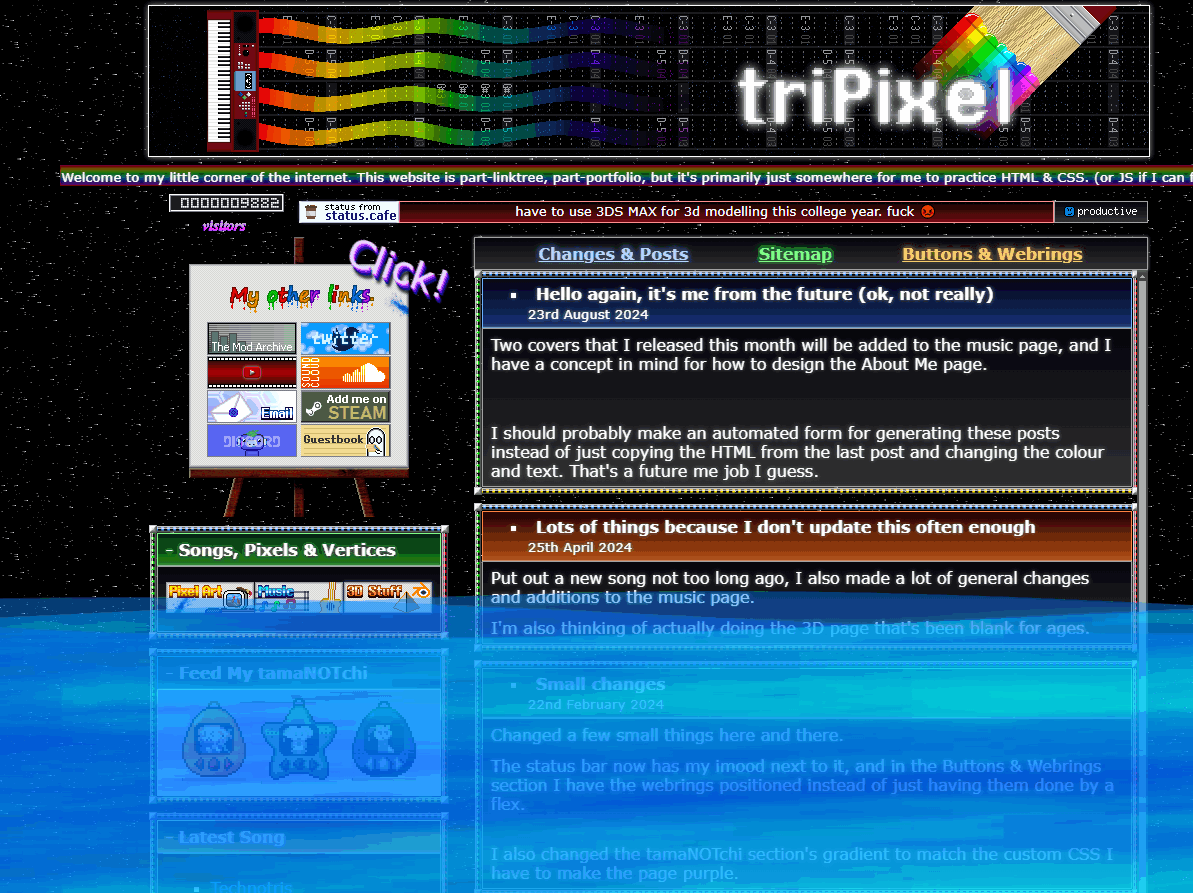 triPixel
Welcome to my little corner of the internet. This website is part-linktree, part-portfolio, but it's primarily just somewhere for me to practice HTML & CSS. (or JS if I can f
0000009882
visitors
status from
status.cafe
have to use 3DS MAX for 3d modelling this college year. fuck
productive
Click!
My other links.
The Mod Archive
twitter
SOUND CLOUD
Email
Add me on
STEAM
DISCORD
Guestbook
- Songs, Pixels & Vertices
Pixel Art
Music
3D Stuff
- Feed My tamaNOTchi
- Latest Song
Technotris
Changes & Posts
Sitemap
Buttons & Webrings
Hello again, it's me from the future (ok, not really)
23rd August 2024
Two covers that I released this month will be added to the music page, and I
have a concept in mind for how to design the About Me page.
I should probably make an automated form for generating these posts
instead of just copying the HTML from the last post and changing the colour
and text. That's a future me job I guess.
Lots of things because I don't update this often enough
25th April 2024
Put out a new song not too long ago, I also made a lot of general changes
and additions to the music page.
I'm also thinking of actually doing the 3D page that's been blank for ages.
Small changes
22nd February 2024
Changed a few small things here and there.
The status bar now has my imood next to it, and in the Buttons & Webrings
section I have the webrings positioned instead of just having them done by a
flex.
I also changed the tamaNOTchi section's gradient to match the custom CSS I
have to make the page purple.